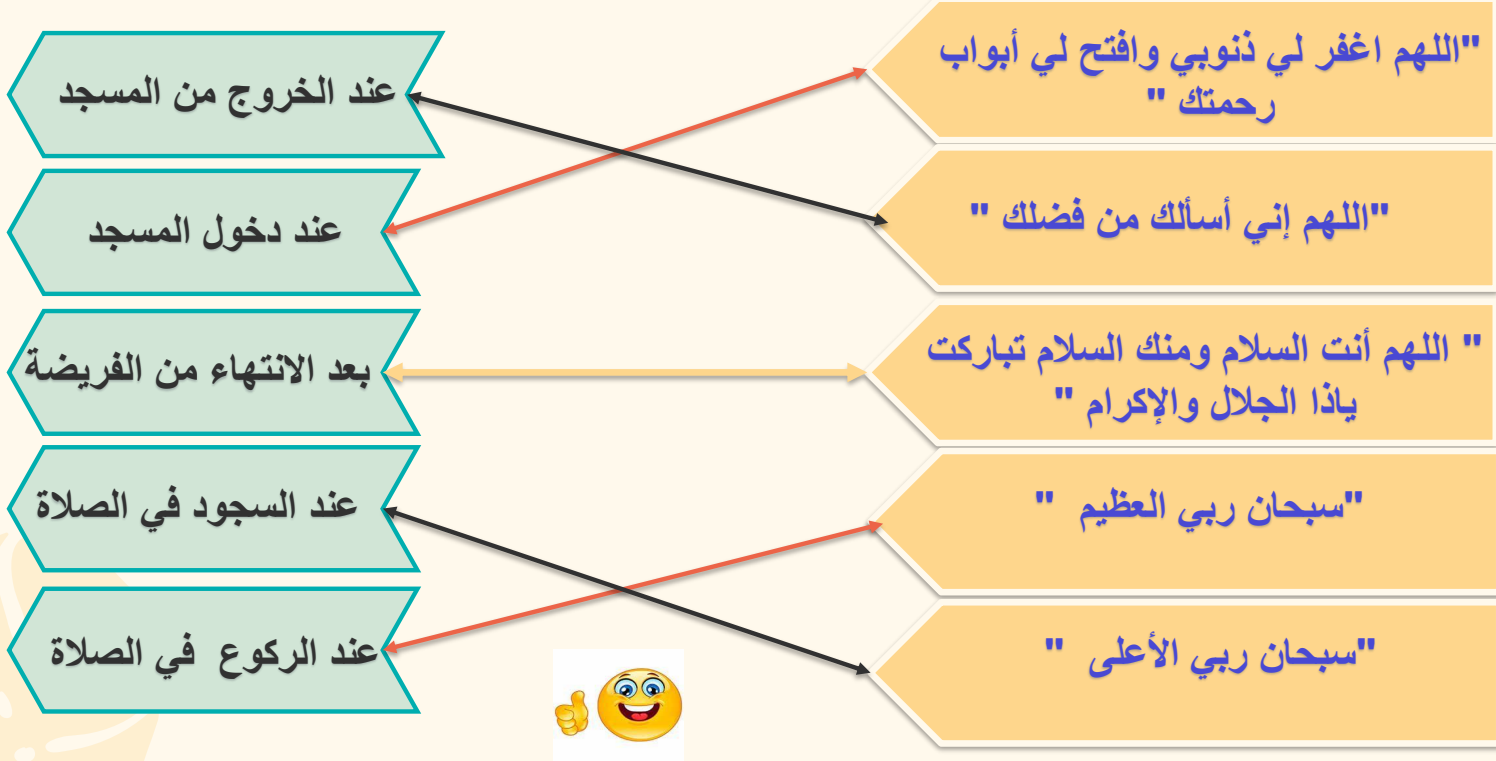 "اللهم اغفر لي ذنوبي وافتح لي أبواب
رحمتك "
"اللهم إني أسألك من فضلك "
" اللهم أنت السلام ومنك السلام تباركت
ياذا الجلال والإكرام "
"سبحان ربي العظيم "
"سبحان ربي الأعلى "
عند الخروج من المسجد
عند دخول المسجد
بعد الانتهاء من الفريضة
عند السجود في الصلاة
عند الركوع في الصلاة